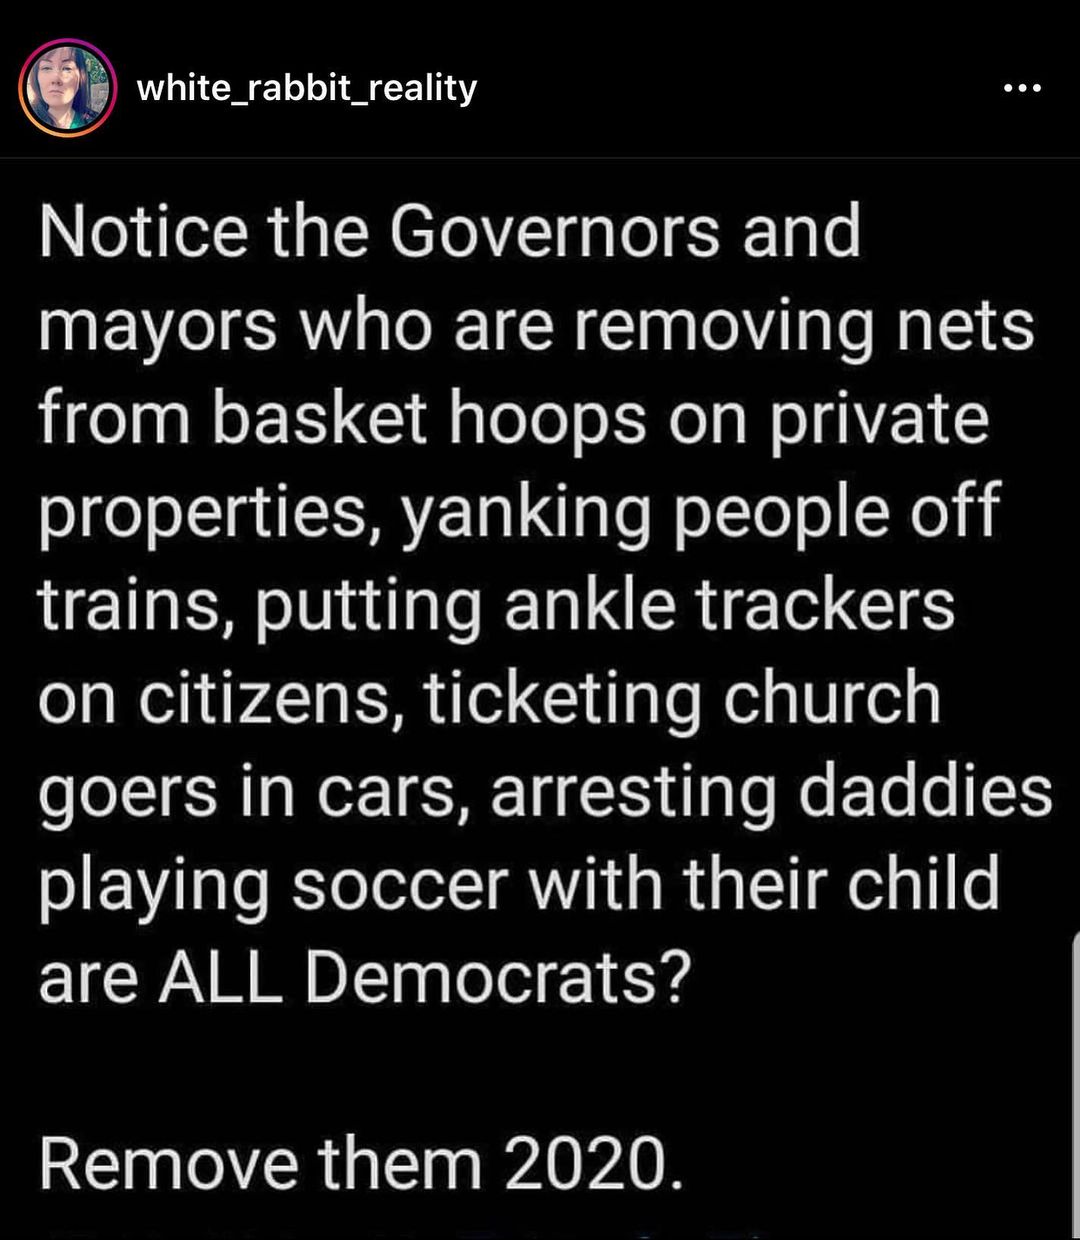 white_rabbit_reality
Notice the Governors and
mayors who are removing nets
from basket hoops on private
properties, yanking people off
trains, putting ankle trackers
on citizens, ticketing church
goers in cars, arresting daddies
playing soccer with their child
are ALL Democrats?
Remove them 2020.